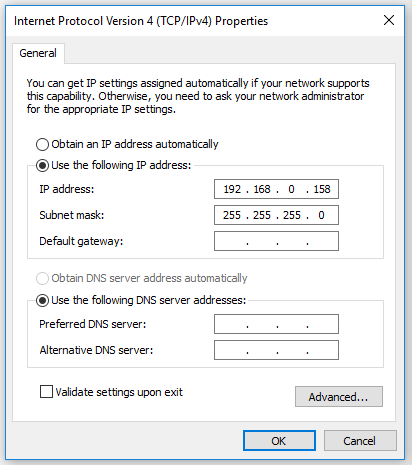 Internet Protocol Version 4 (TCP/IPv4) Properties
General
You can get IP settings assigned automatically if your network supports
this capability. Otherwise, you need to ask your network administrator
for the appropriate IP settings.
Obtain an IP address automatically
Use the following IP address:
IP address: 192 . 168 . 0 . 158
Subnet mask: 255 . 255 . 255 . 0
Default gateway: . . .
Obtain DNS server address automatically
Use the following DNS server addresses:
Preferred DNS server: . . .
Alternative DNS server: . . .
Validate settings upon exit
Advanced...
OK Cancel